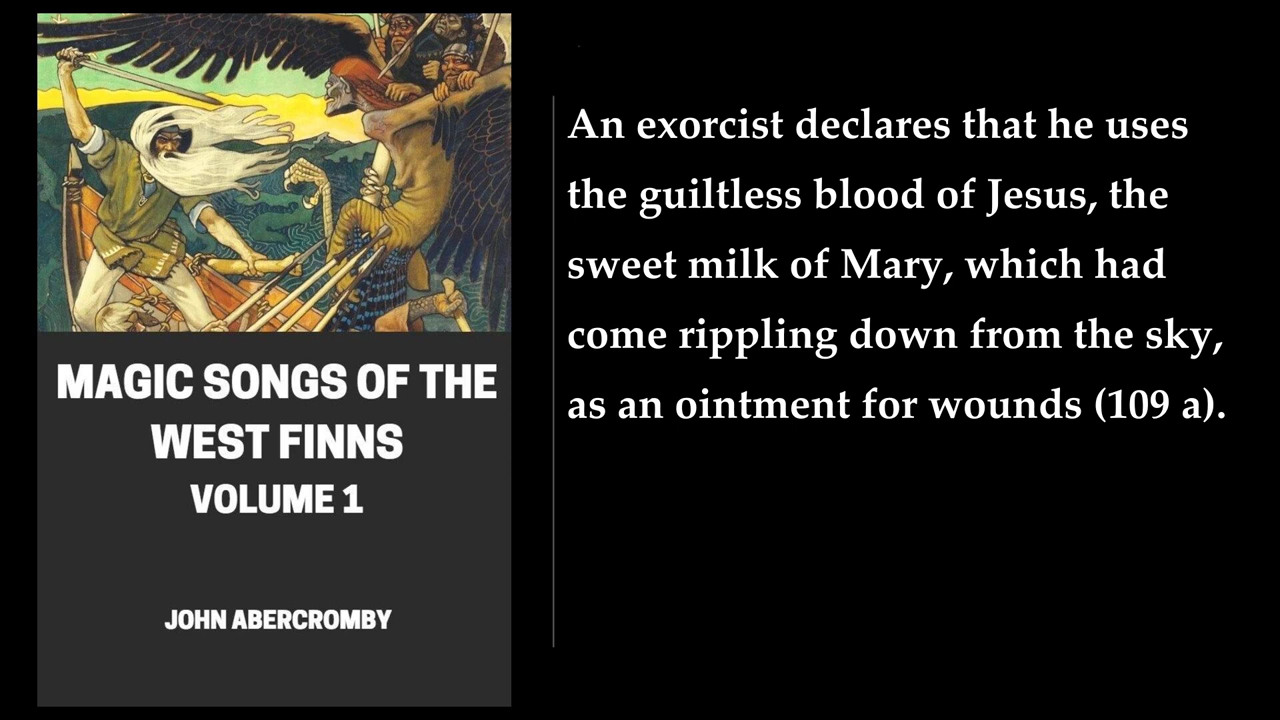 MAGIC SONGS OF THE
WEST FINNS
VOLUME 1
JOHN ABERCROMBY
An exorcist declares that he uses
the guiltless blood of Jesus, the
sweet milk of Mary, which had
come rippling down from the sky,
as an ointment for wounds (109 a).